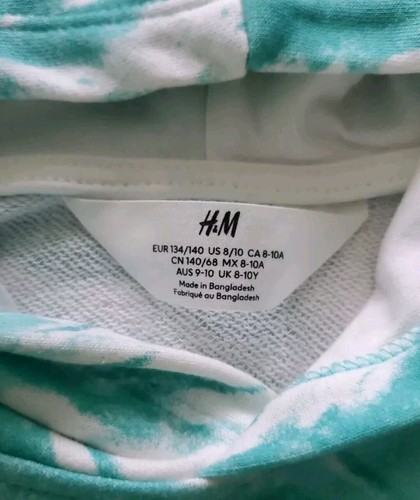 H&M
EUR 134/140 US 8/10 CA 8-10A
CN 140/68 MX 8-10A
AUS 9-10 UK 8-10Y
Made in Bangladesh
Fabriqué au Bangladesh